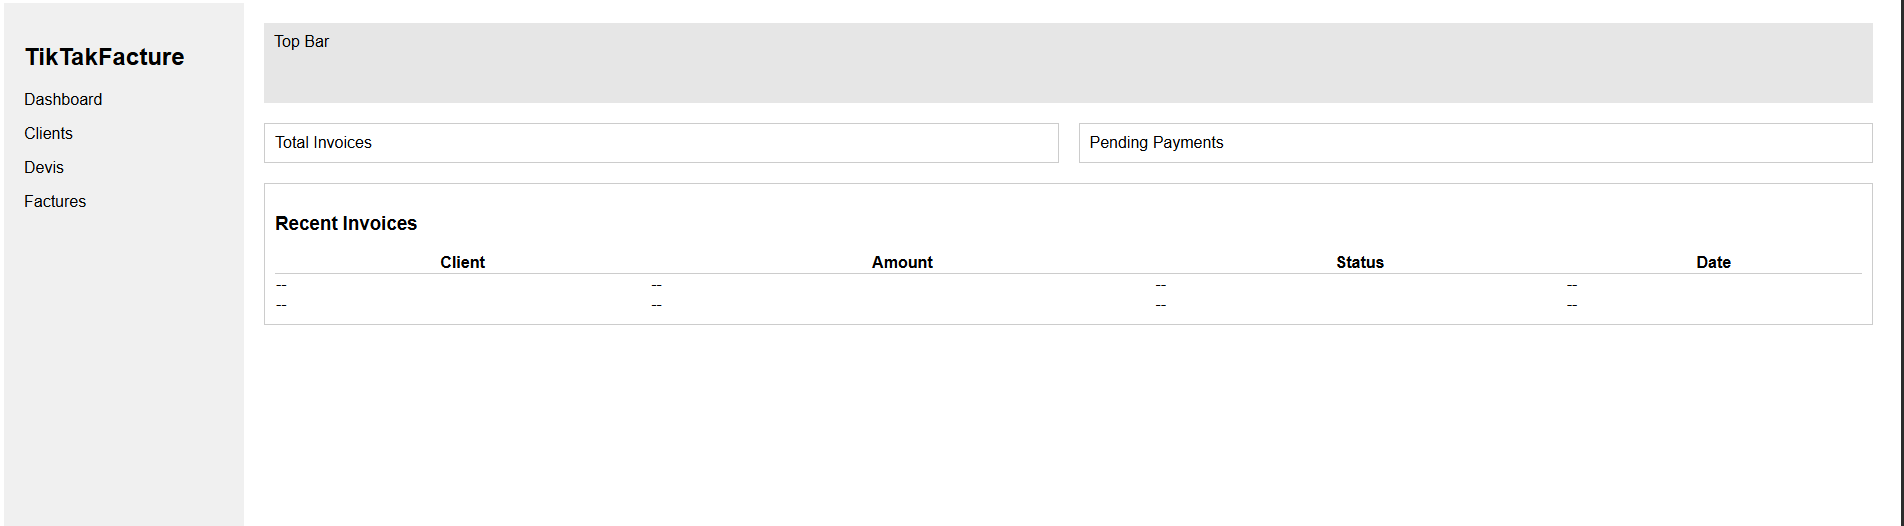 TikTakFacture
Dashboard
Clients
Devis
Factures
Top Bar
Total Invoices
Pending Payments
Recent Invoices
Client Amount Status Date
-- -- -- --
-- -- -- --